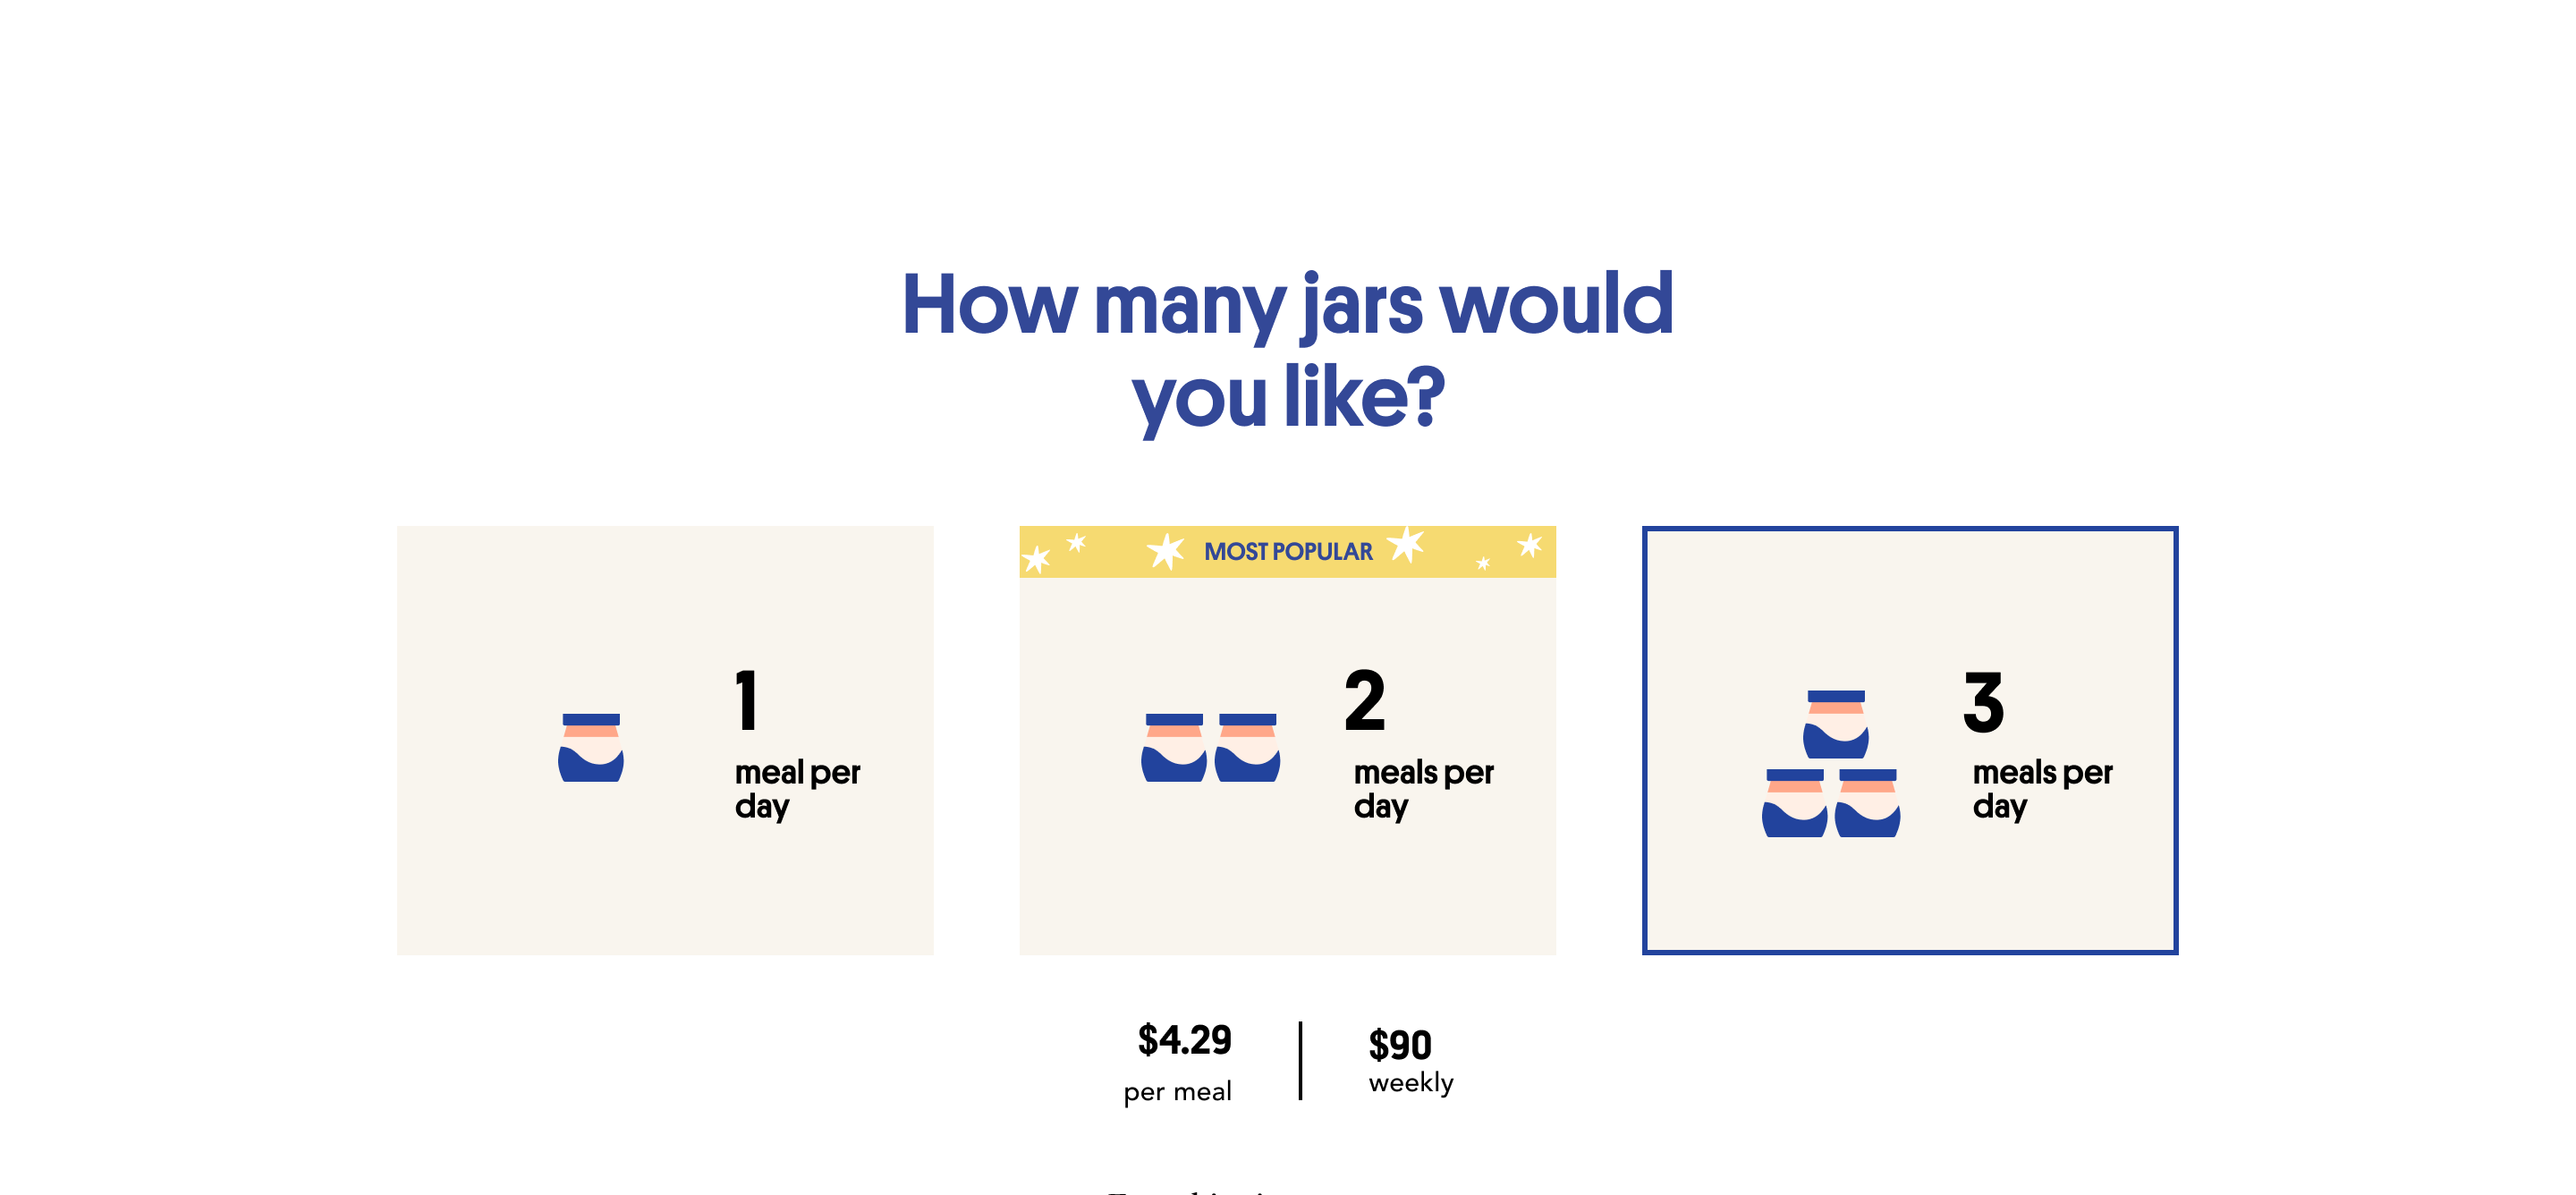 How many jars would
you like?
1
meal per
day
MOST POPULAR
2
meals per
day
3
meals per
day
$4.29
per meal
$90
weekly